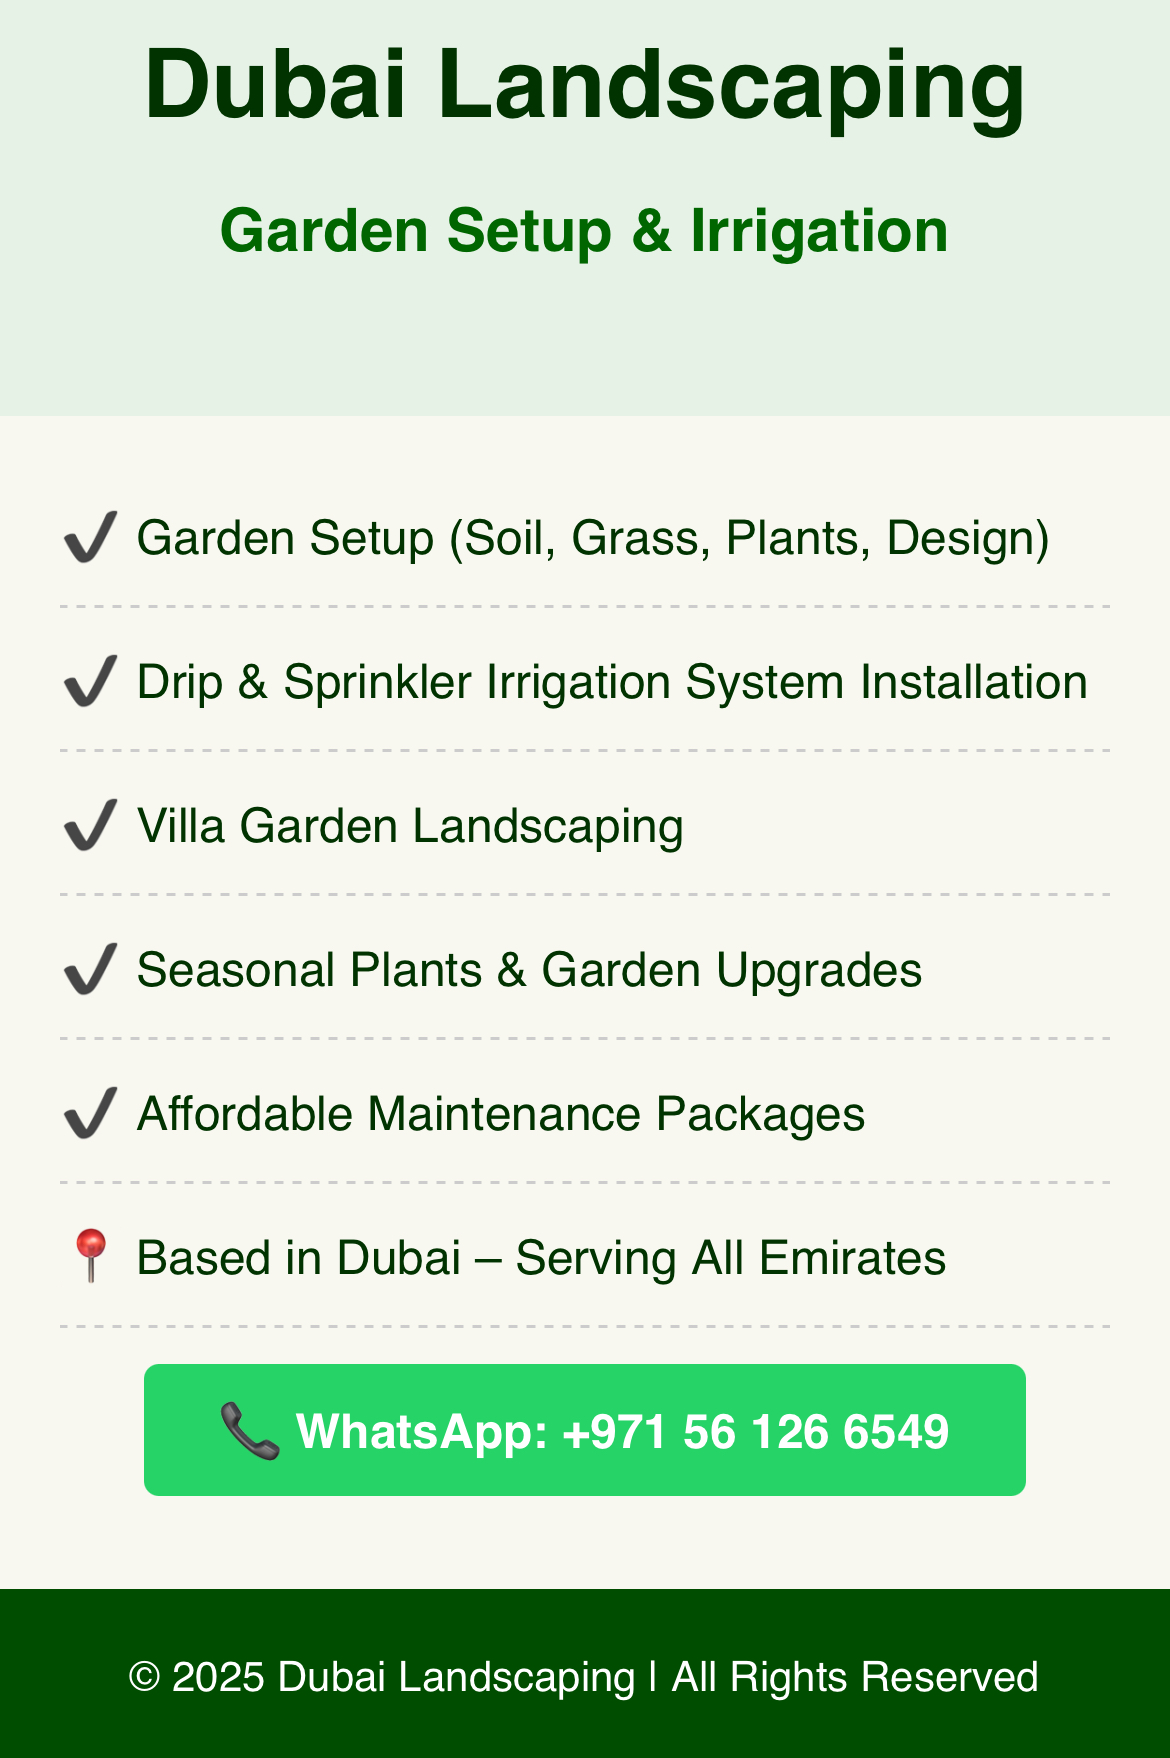 Dubai Landscaping
Garden Setup & Irrigation
✔ Garden Setup (Soil, Grass, Plants, Design)
✔ Drip & Sprinkler Irrigation System Installation
✔ Villa Garden Landscaping
✔ Seasonal Plants & Garden Upgrades
✔ Affordable Maintenance Packages
📍 Based in Dubai – Serving All Emirates
📞 WhatsApp: +971 56 126 6549
© 2025 Dubai Landscaping | All Rights Reserved